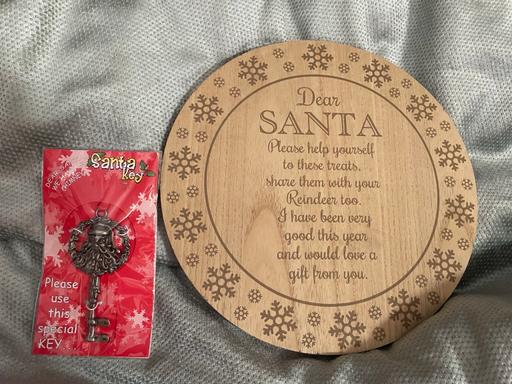 Santa
Key
Please
use
this
special
KEY...
Dear
SANTA
Please help yourself
to these treats,
share them with your
Reindeer too.
I have been very
good this year
and would love a
gift from you.